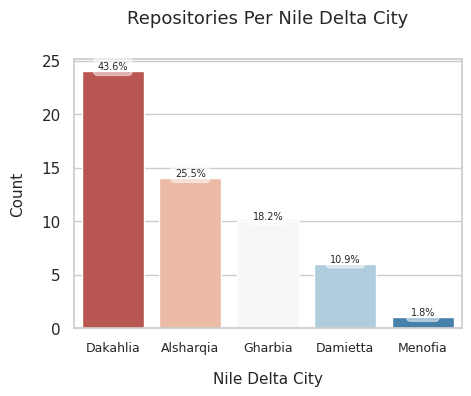 Repositories Per Nile Delta City
25
20
15
10
5
0
Count
43.6%
25.5%
18.2%
10.9%
1.8%
Dakahlia
Alsharqia
Gharbia
Damietta
Menofia
Nile Delta City